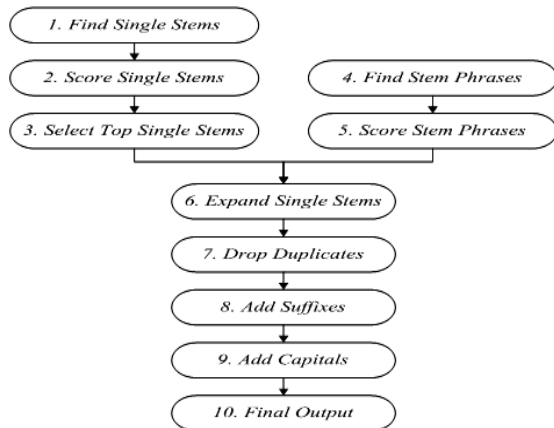 1. Find Single Stems
2. Score Single Stems
4. Find Stem Phrases
3. Select Top Single Stems
5. Score Stem Phrases
6. Expand Single Stems
7. Drop Duplicates
8. Add Suffixes
9. Add Capitals
10. Final Output